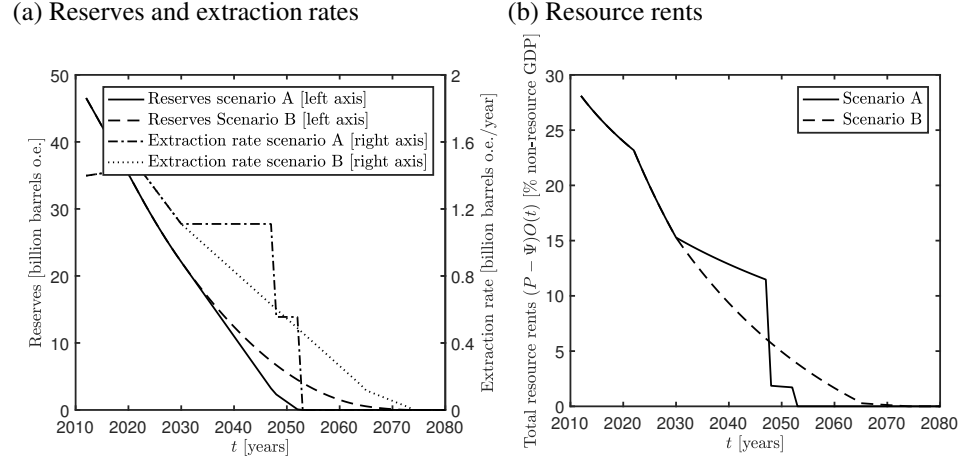 (a) Reserves and extraction rates
Reserves [billion barrels o.e.]
50
40
30
20
10
0
Reserves scenario A [left axis]
Reserves Scenario B [left axis]
Extraction rate scenario A [right axis]
Extraction rate scenario B [right axis]
2
1.6
1.2
0.8
0.4
0
Extraction rate [billion barrels o.e./year]
2010 2020 2030 2040 2050 2060 2070 2080
t [years]
(b) Resource rents
Total resource rents (P − Ψ)O(t) [% non-resource GDP]
30
25
20
15
10
5
0
Scenario A
Scenario B
2010 2020 2030 2040 2050 2060 2070 2080
t [years]